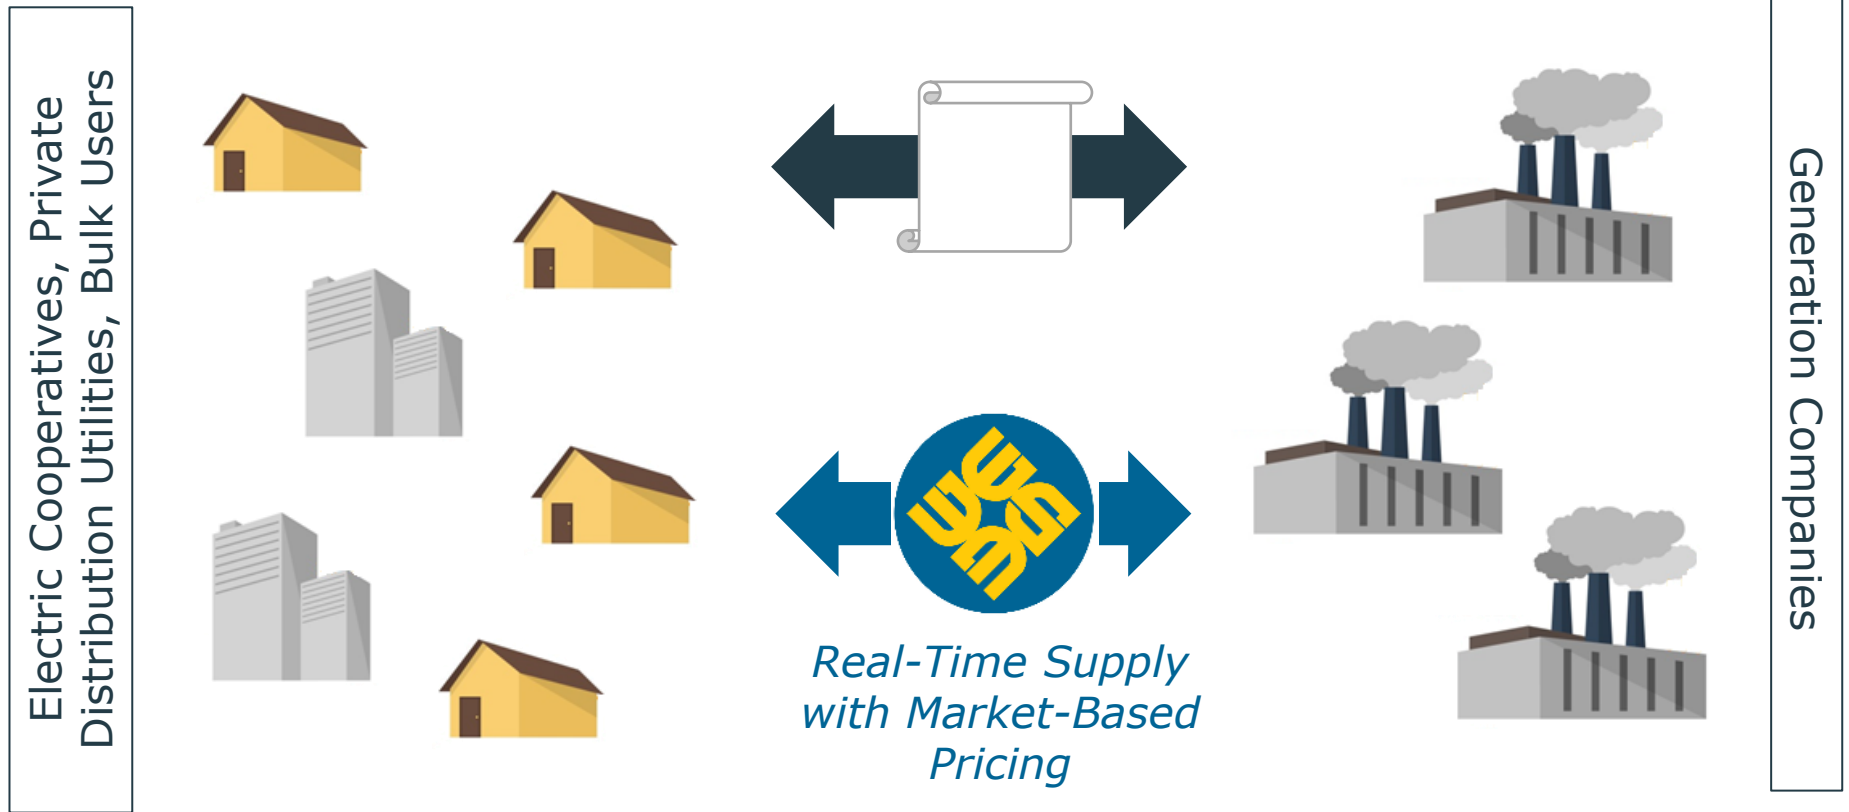 Electric Cooperatives, Private
Distribution Utilities, Bulk Users
Real-Time Supply
with Market-Based
Pricing
Generation Companies